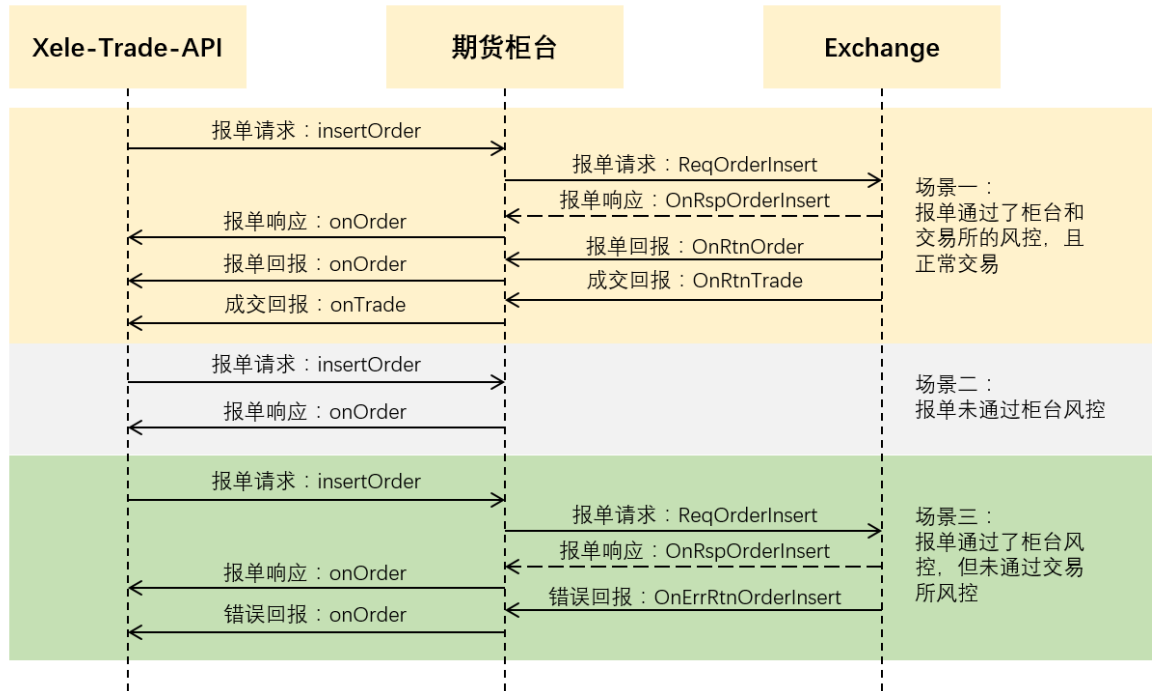 Xele-Trade-API
期货柜台
Exchange
报单请求：insertOrder
报单请求：ReqOrderInsert
报单响应：OnRspOrderInsert
报单响应：onOrder
报单回报：OnRtnOrder
报单回报：onOrder
成交回报：OnRtnTrade
成交回报：onTrade
场景一：
报单通过了柜台和
交易所的风控，且
正常交易
报单请求：insertOrder
报单响应：onOrder
场景二：
报单未通过柜台风控
报单请求：insertOrder
报单请求：ReqOrderInsert
报单响应：OnRspOrderInsert
报单响应：onOrder
错误回报：OnErrRtnOrderInsert
错误回报：onOrder
场景三：
报单通过了柜台风
控，但未通过交易
所风控